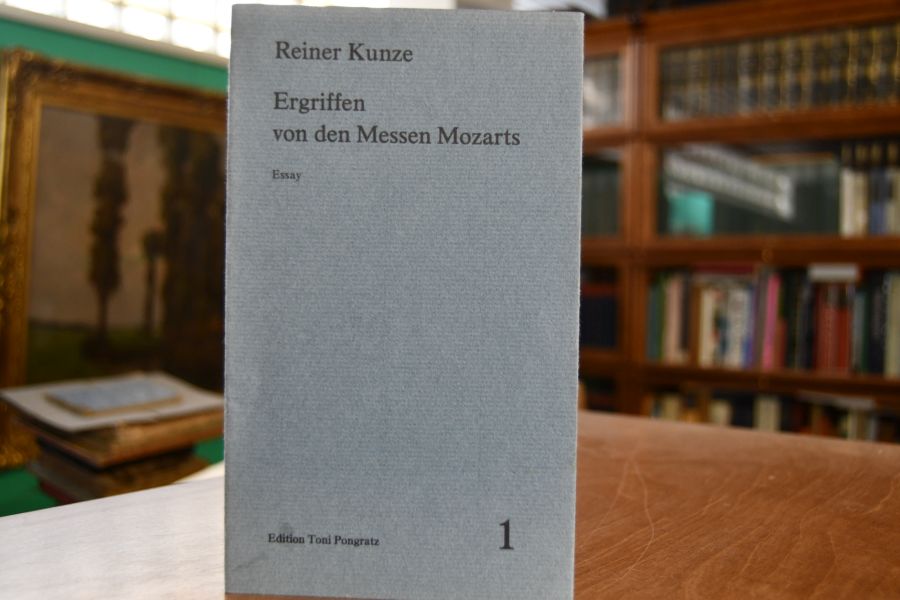 Reiner Kunze
Ergriffen
von den Messen Mozarts
Essay
Edition Toni Pongratz
1